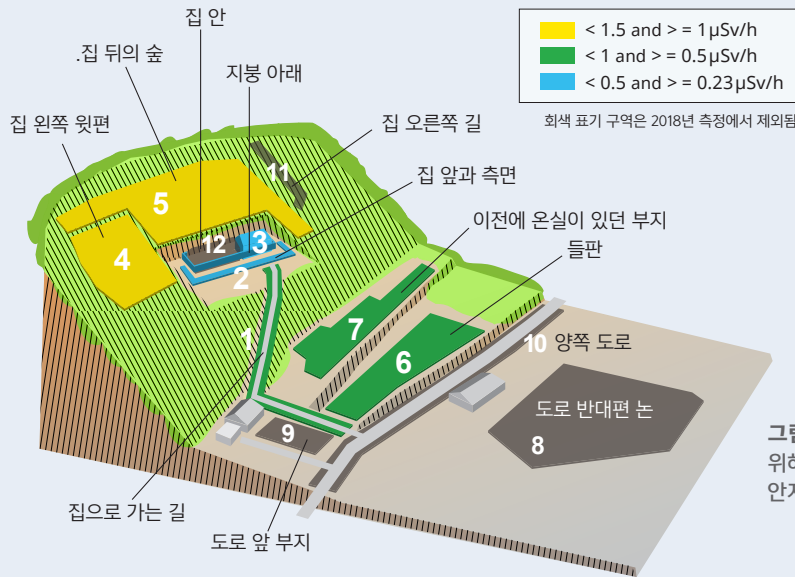 집 안
.집 뒤의 숲
지붕 아래
집 왼쪽 윗편
집 오른쪽 길
집 앞과 측면
이전에 온실이 있던 부지
들판
< 1.5 and > = 1μSv/h
< 1 and > = 0.5μSv/h
< 0.5 and > = 0.23μSv/h
회색 표기 구역은 2018년 측정에서 제외됨
11
5
12
3
4
2
7
1
6
10 양쪽 도로
도로 반대편 논
8
9
집으로 가는 길
도로 앞 부지
위해